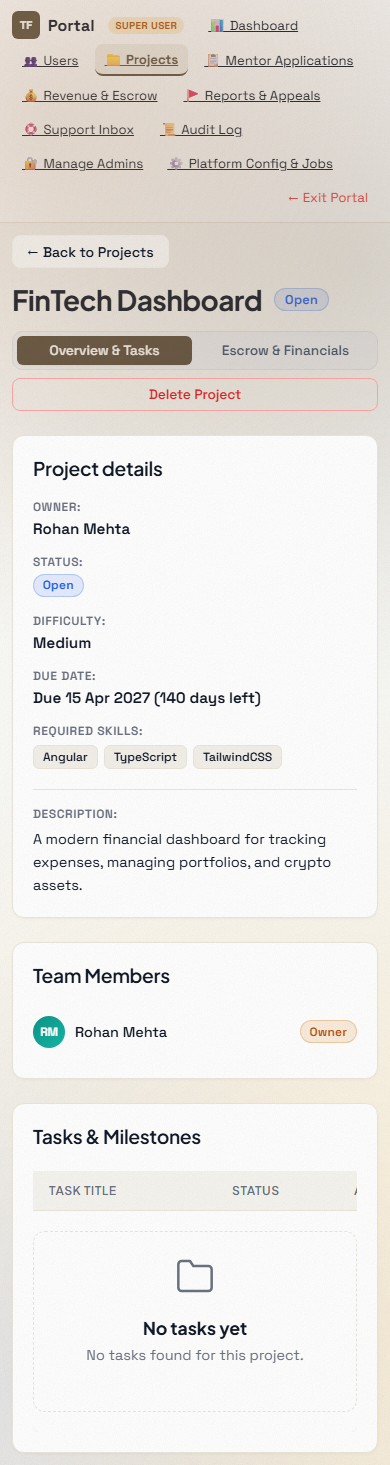 TF Portal SUPER USER Dashboard
Users Projects Mentor Applications
Revenue & Escrow Reports & Appeals
Support Inbox Audit Log
Manage Admins Platform Config & Jobs
← Exit Portal
← Back to Projects
FinTech Dashboard Open
Overview & Tasks Escrow & Financials
Delete Project
Project details
OWNER:
Rohan Mehta
STATUS:
Open
DIFFICULTY:
Medium
DUE DATE:
Due 15 Apr 2027 (140 days left)
REQUIRED SKILLS:
Angular TypeScript TailwindCSS
DESCRIPTION:
A modern financial dashboard for tracking
expenses, managing portfolios, and crypto
assets.
Team Members
RM Rohan Mehta Owner
Tasks & Milestones
TASK TITLE STATUS
No tasks yet
No tasks found for this project.